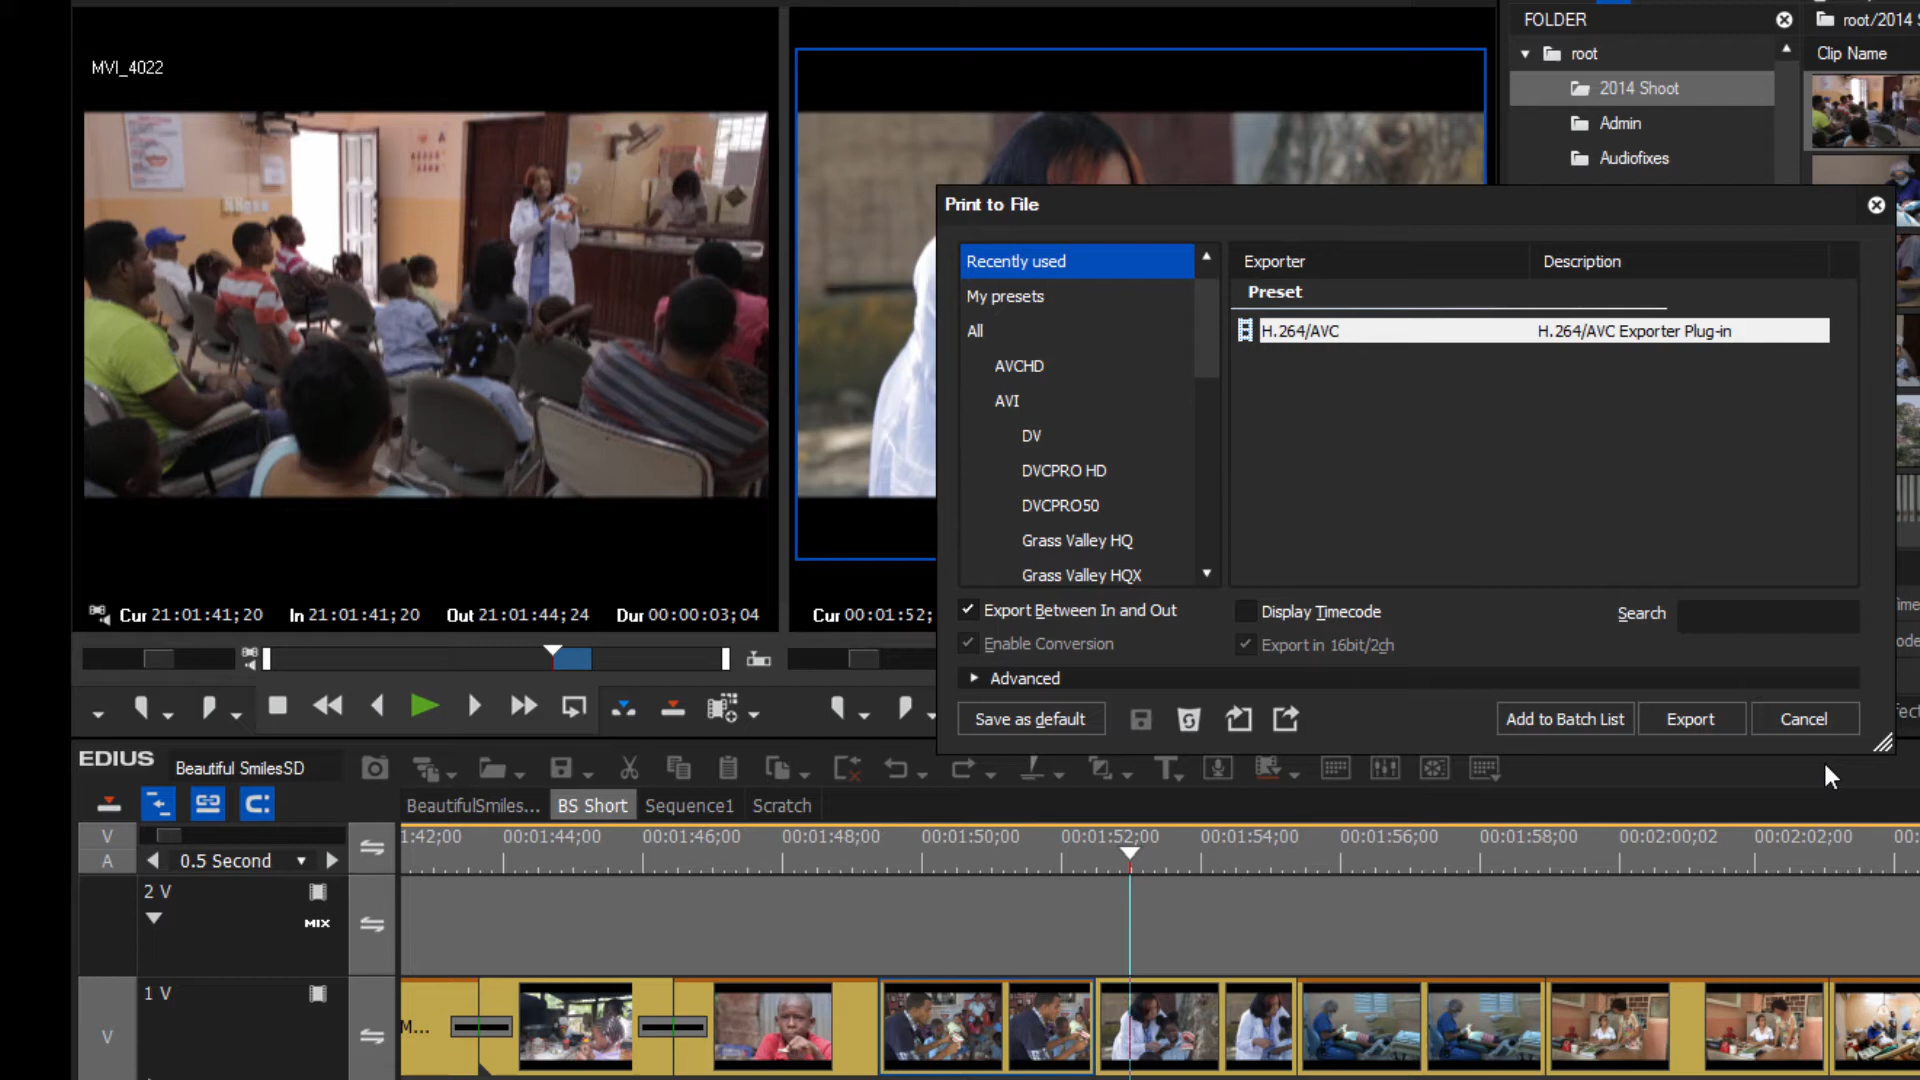 MVI_4022
Cur 21:01:41;20 In 21:01:41;20 Out 21:01:44;24 Dur 00:00:03;04
Cur 00:01:52;
FOLDER
root
2014 Shoot
Admin
Audiofixes
root/2014 S
Clip Name
Print to File
Recently used
My presets
All
AVCHD
AVI
DV
DVCPRO HD
DVCPRO50
Grass Valley HQ
Grass Valley HQX
Exporter Description
Preset
H.264/AVC H.264/AVC Exporter Plug-in
Export Between In and Out
Display Timecode
Search
Enable Conversion
Export in 16bit/2ch
Advanced
Save as default
Add to Batch List
Export
Cancel
EDIUS Beautiful SmilesSD
BeautifulSmiles... BS Short Sequence1 Scratch
V
A
0.5 Second
1:42;00 00:01:44;00 00:01:46;00 00:01:48;00 00:01:50;00 00:01:52;00 00:01:54;00 00:01:56;00 00:01:58;00 00:02:00;02 00:02:02;00 00:
2 V
MIX
1 V
V
M...